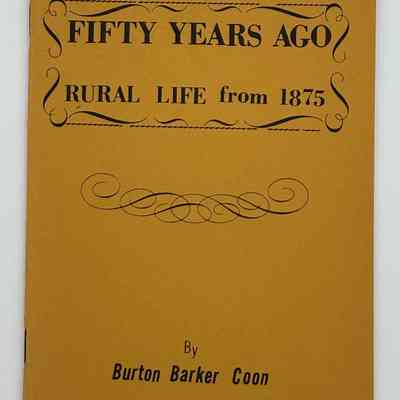 FIFTY YEARS AGO
RURAL LIFE from 1875
By
Burton Barker Coon